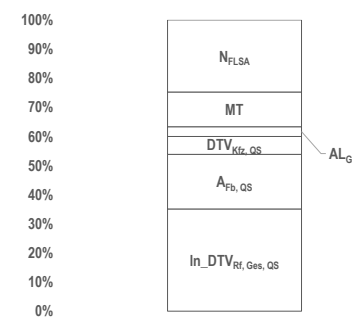 100%
90%
80%
70%
60%
50%
40%
30%
20%
10%
0%
N_FLSA
MT
AL_G
DTV_Kfz, QS
A_Fb, QS
ln_DTV_Rf, Ges, QS